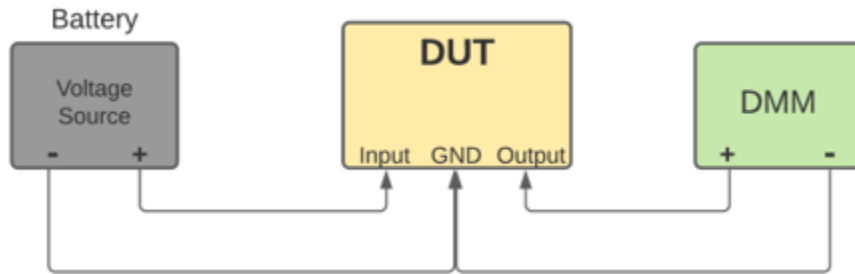 Battery
Voltage
Source
- +
DUT
Input GND Output
DMM
+ -